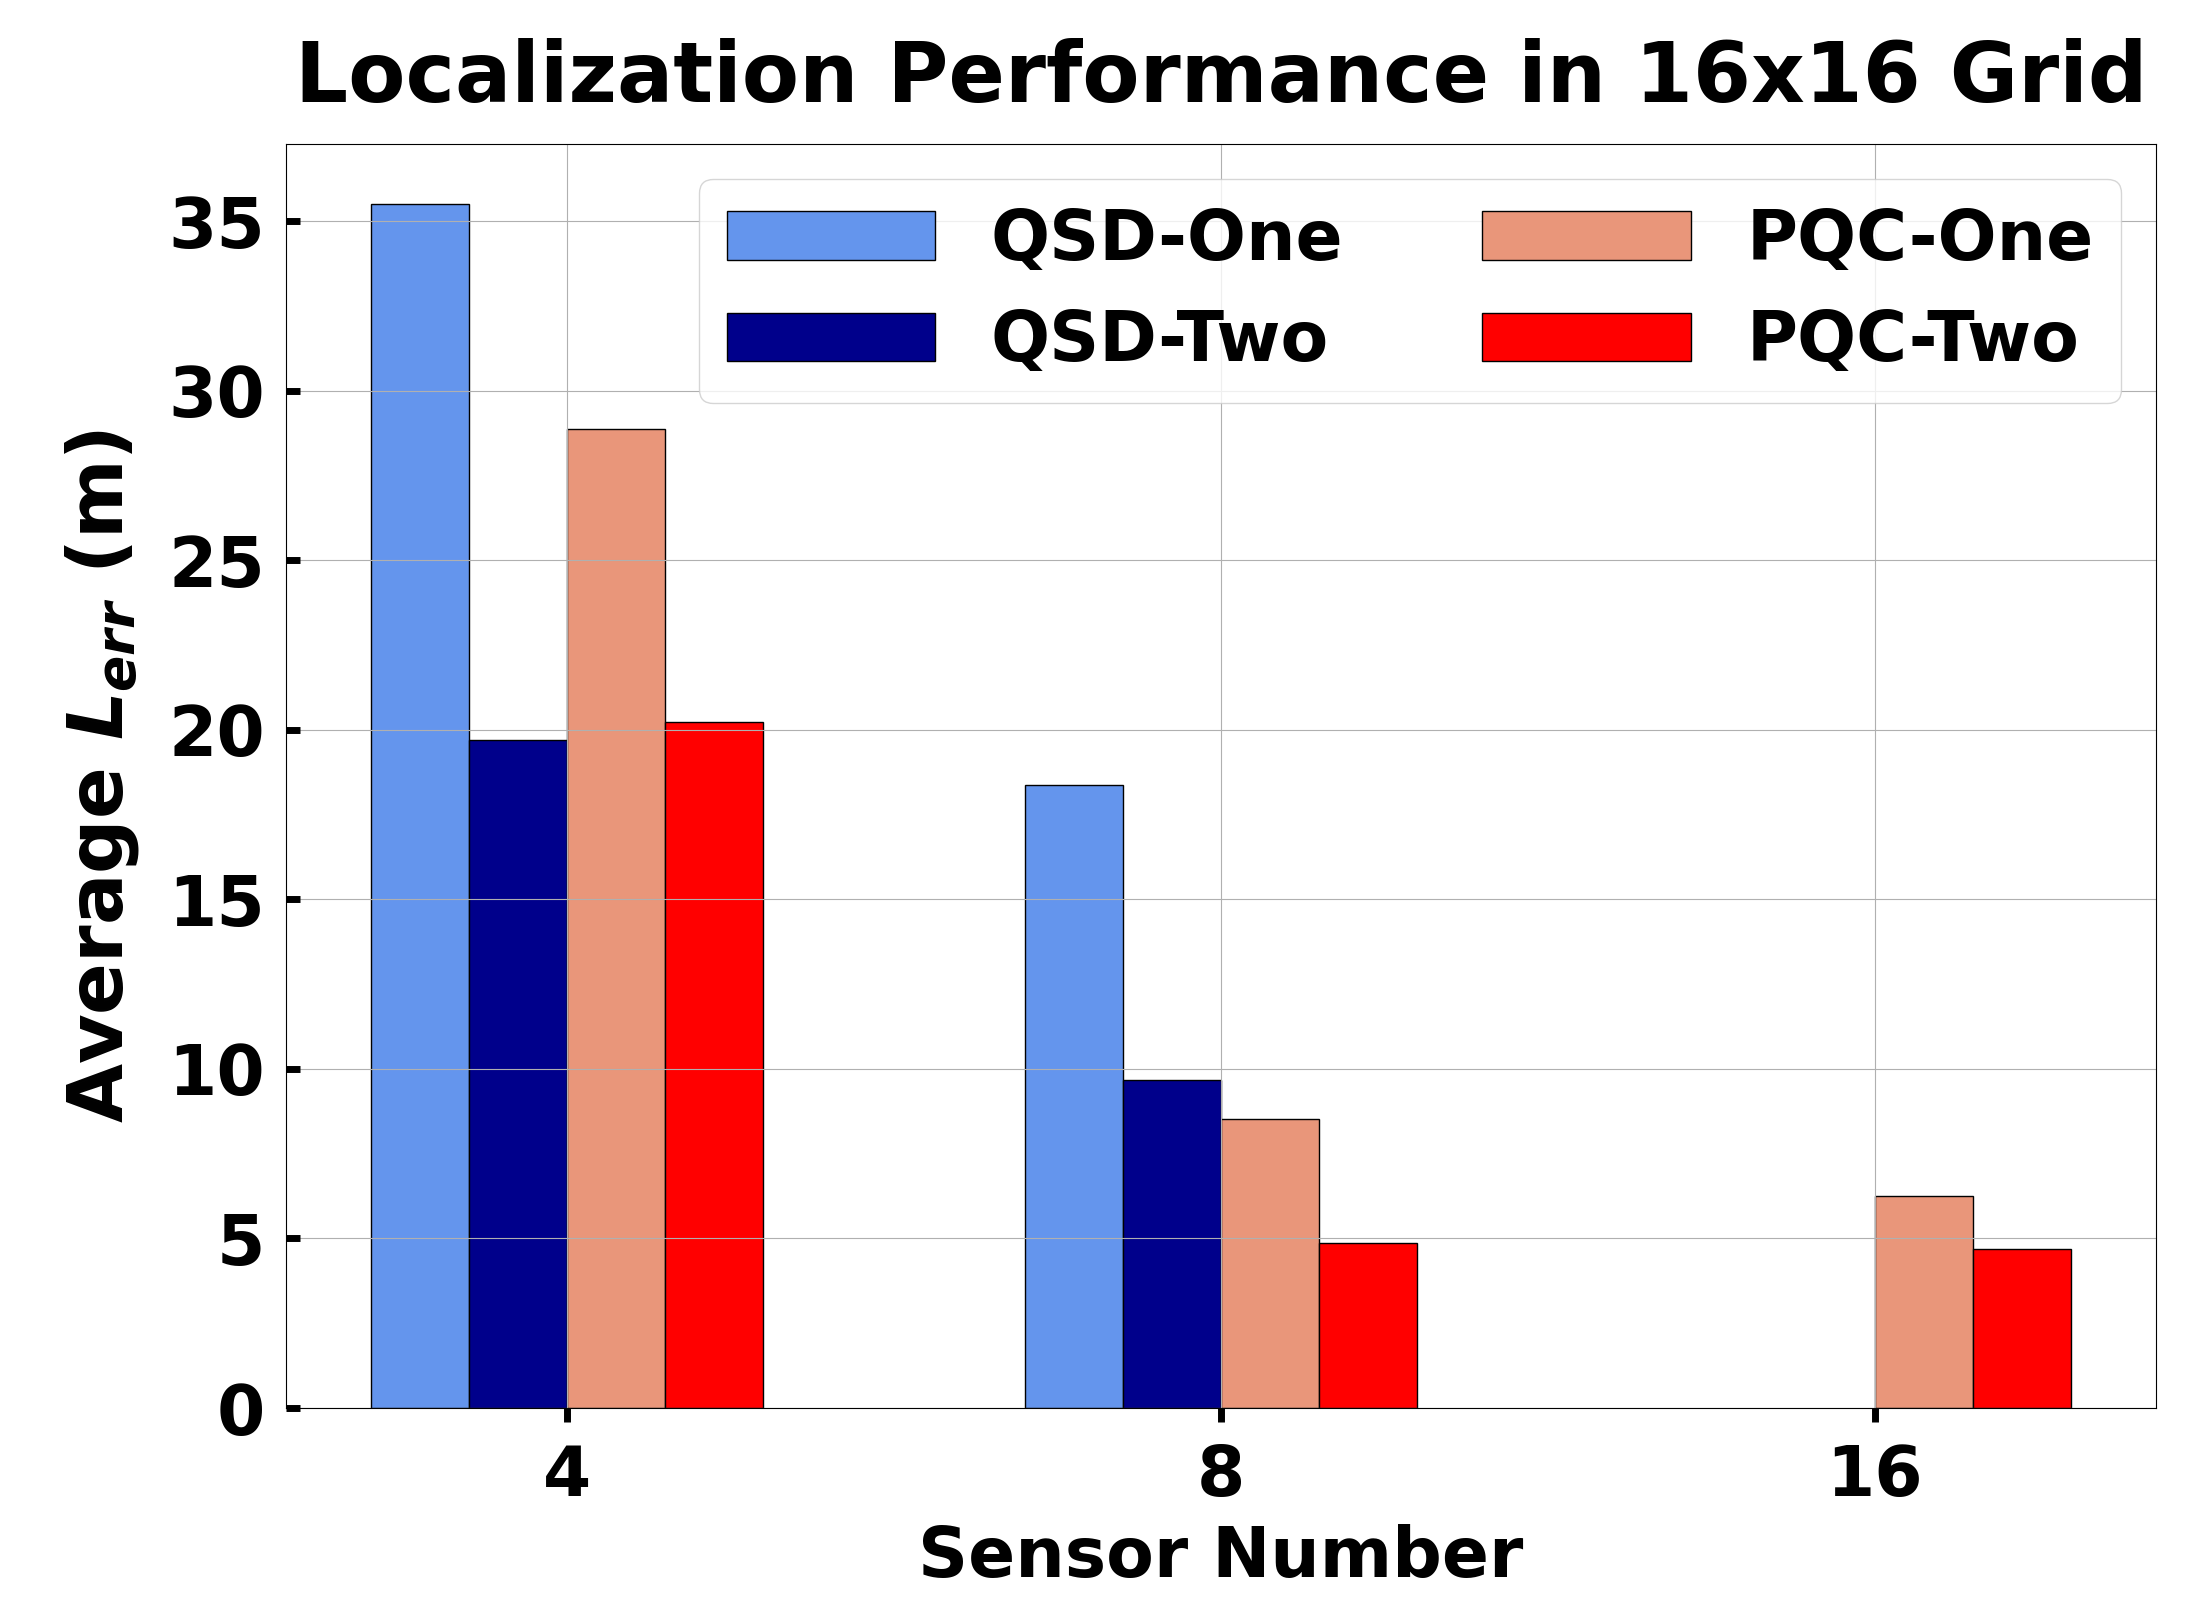 Localization Performance in 16x16 Grid
QSD-One
QSD-Two
PQC-One
PQC-Two
Average L_err (m)
35
30
25
20
15
10
5
0
4
8
16
Sensor Number